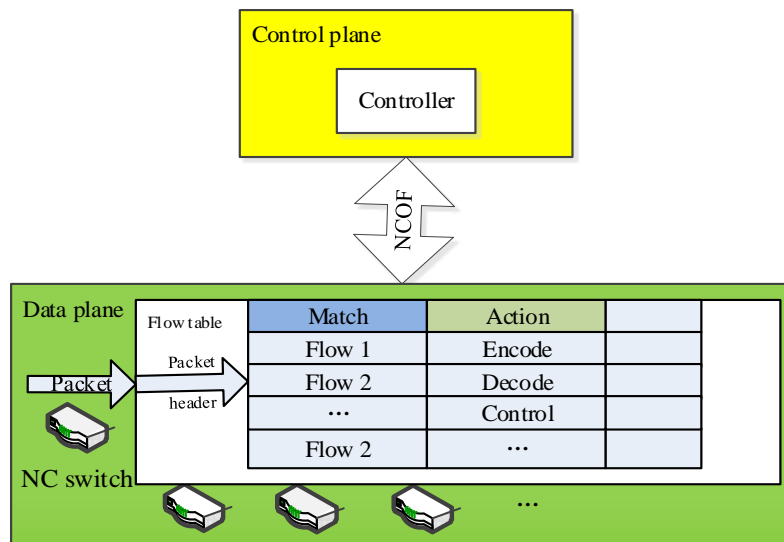 Control plane
Controller
NCOF
Data plane
Flow table
Match Action
Packet
Packet
header
Flow 1 Encode
Flow 2 Decode
... Control
Flow 2 ...
NC switch
...